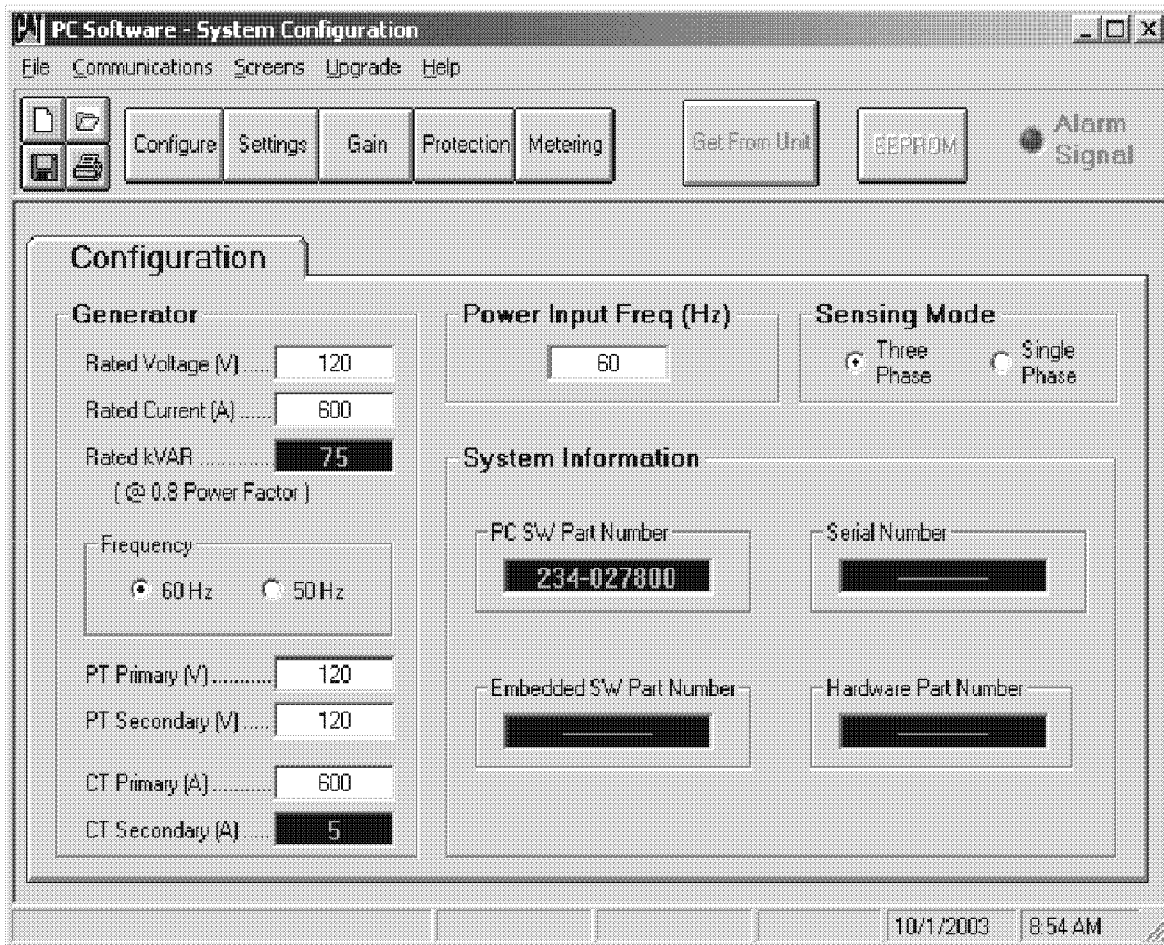 PC Software - System Configuration
File Communications Screens Upgrade Help
Configure Settings Gain Protection Metering Get From Unit EEPROM Alarm Signal
Configuration
Generator
Rated Voltage (V) ...... 120
Rated Current (A) ...... 600
Rated kVAR ............. 75
( @ 0.8 Power Factor )
Frequency
60 Hz 50 Hz
PT Primary (V) ........... 120
PT Secondary (V) ..... 120
CT Primary (A) ........... 600
CT Secondary (A) ..... 5
Power Input Freq (Hz)
60
Sensing Mode
Three Phase Single Phase
System Information
PC SW Part Number
234-027800
Serial Number
Embedded SW Part Number
Hardware Part Number
10/1/2003 8:54 AM